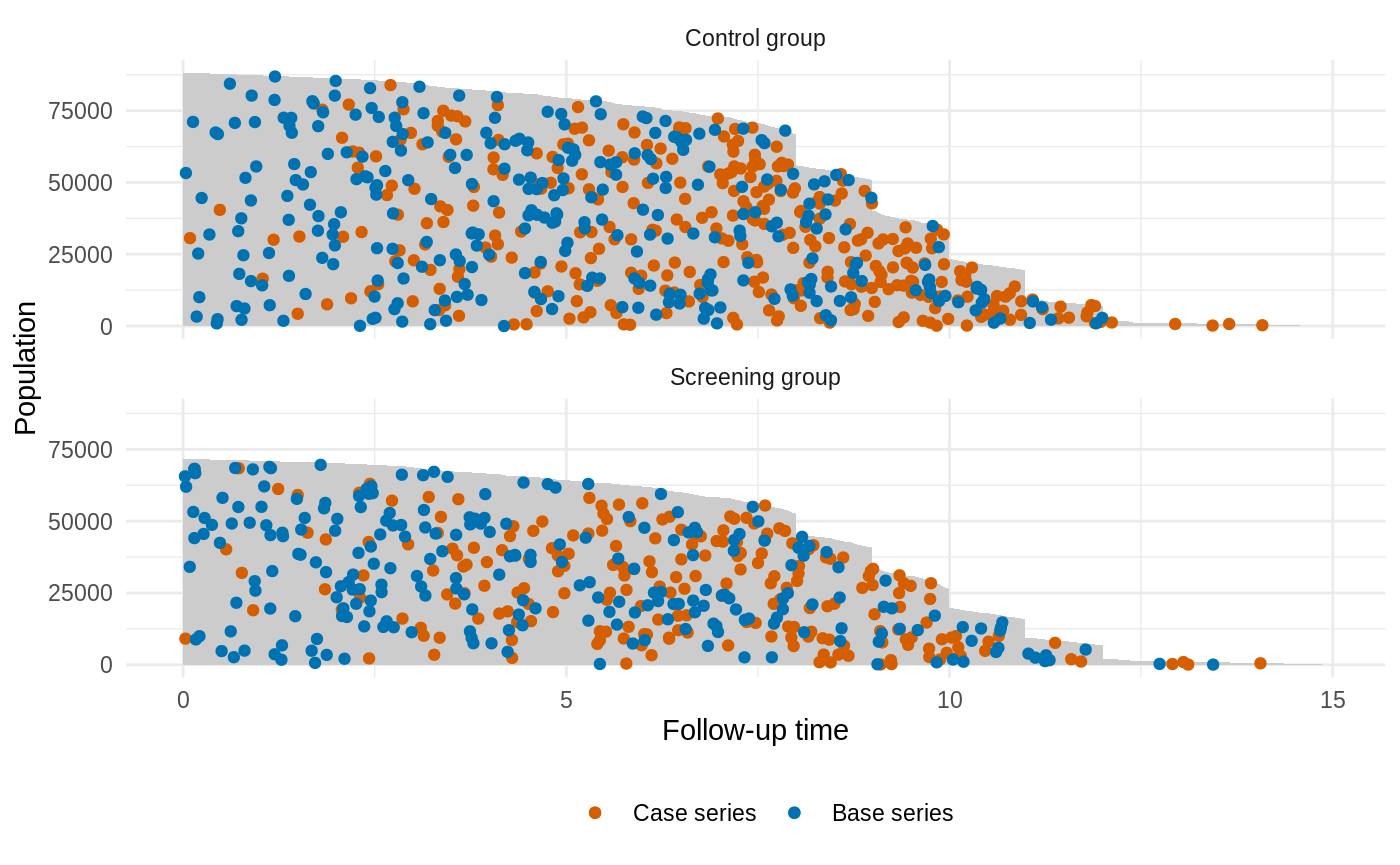 Control group
75000
50000
25000
0
Population
Screening group
75000
50000
25000
0
0 5 10 15
Follow-up time
Case series Base series